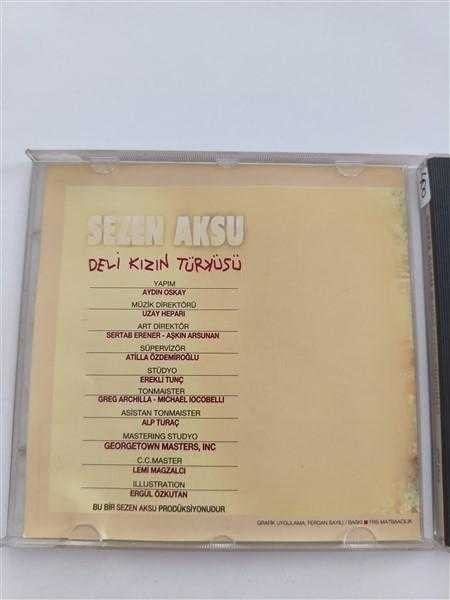 SEZEN AKSU
DELİ KIZIN TÜRKÜSÜ
YAPIM
AYDIN OSKAY
MÜZİK DİREKTÖRÜ
UZAY HEPARI
ART DİREKTÖR
SERTAB ERENER - AŞKIN ARSUNAN
SÜPERVİZÖR
ATİLLA ÖZDEMİROĞLU
STÜDYO
EREKLİ TUNÇ
TONMAISTER
GREG ARCHILLA - MICHAEL IOCOBELLI
ASİSTAN TONMAISTER
ALP TURAÇ
MASTERING STUDYO
GEORGETOWN MASTERS, INC
C.C.MASTER
LEMI MAGZALCI
ILLUSTRATION
ERGÜL ÖZKUTAN
BU BİR SEZEN AKSU PRODÜKSİYONUDUR
GRAFİK UYGULAMA: FERCAN SAYILI / BASKI ■ FRS MATBAACILIK